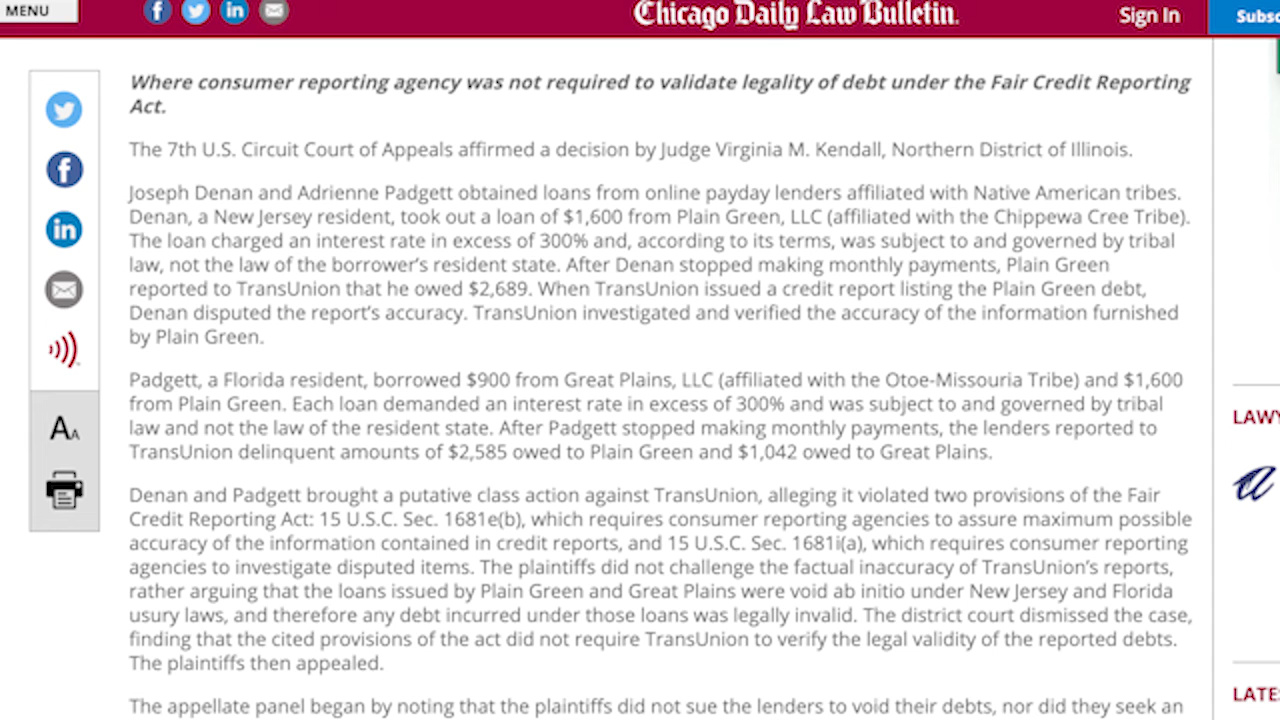 MENU
Chicago Daily Law Bulletin.
Sign In
Subsc
Where consumer reporting agency was not required to validate legality of debt under the Fair Credit Reporting
Act.
The 7th U.S. Circuit Court of Appeals affirmed a decision by Judge Virginia M. Kendall, Northern District of Illinois.
Joseph Denan and Adrienne Padgett obtained loans from online payday lenders affiliated with Native American tribes.
Denan, a New Jersey resident, took out a loan of $1,600 from Plain Green, LLC (affiliated with the Chippewa Cree Tribe).
The loan charged an interest rate in excess of 300% and, according to its terms, was subject to and governed by tribal
law, not the law of the borrower's resident state. After Denan stopped making monthly payments, Plain Green
reported to TransUnion that he owed $2,689. When TransUnion issued a credit report listing the Plain Green debt,
Denan disputed the report's accuracy. TransUnion investigated and verified the accuracy of the information furnished
by Plain Green.
Padgett, a Florida resident, borrowed $900 from Great Plains, LLC (affiliated with the Otoe-Missouria Tribe) and $1,600
from Plain Green. Each loan demanded an interest rate in excess of 300% and was subject to and governed by tribal
law and not the law of the resident state. After Padgett stopped making monthly payments, the lenders reported to
TransUnion delinquent amounts of $2,585 owed to Plain Green and $1,042 owed to Great Plains.
Denan and Padgett brought a putative class action against TransUnion, alleging it violated two provisions of the Fair
Credit Reporting Act: 15 U.S.C. Sec. 1681e(b), which requires consumer reporting agencies to assure maximum possible
accuracy of the information contained in credit reports, and 15 U.S.C. Sec. 1681i(a), which requires consumer reporting
agencies to investigate disputed items. The plaintiffs did not challenge the factual inaccuracy of TransUnion's reports,
rather arguing that the loans issued by Plain Green and Great Plains were void ab initio under New Jersey and Florida
usury laws, and therefore any debt incurred under those loans was legally invalid. The district court dismissed the case,
finding that the cited provisions of the act did not require TransUnion to verify the legal validity of the reported debts.
The plaintiffs then appealed.
The appellate panel began by noting that the plaintiffs did not sue the lenders to void their debts, nor did they seek an
AA
LAWY
a
LATES